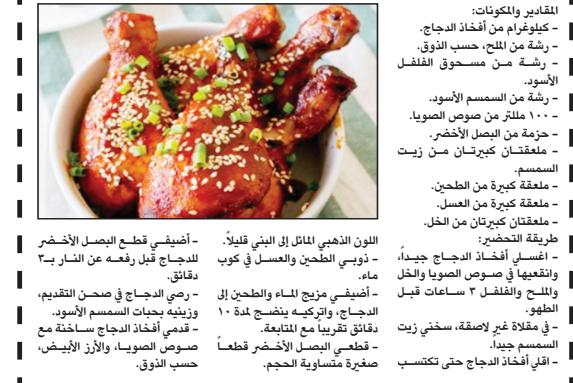 المقادير والمكونات:
– كيلوغرام من أفخاذ الدجاج.
– رشة من الملح، حسب الذوق.
– رشة من مسحوق الفلفل
الأسود.
– رشة من السمسم الأسود.
– ١٠٠ مللتر من صوص الصويا.
– حزمة من البصل الأخضر.
– ملعقتان كبيرتان من زيت
السمسم.
– ملعقة كبيرة من الطحين.
– ملعقة كبيرة من العسل.
– ملعقتان كبيرتان من الخل.
طريقة التحضير:
– اغسلي أفخاذ الدجاج جيداً،
وانقعيها في صوص الصويا والخل
والملح والفلفل ٣ ساعات قبل
الطهو.
– في مقلاة غير لاصقة، سخني زيت
السمسم جيدا.
– اقلي أفخاذ الدجاج حتى تكتسب
اللون الذهبي المائل إلى البني قليلاً.
– ذوبي الطحين والعسل في كوب
ماء.
– أضيفي مزيج الماء والطحين إلى
الدجاج، واتركيه ينضج لمدة ١٠
دقائق تقريباً مع المتابعة.
– قطعي البصل الأخضر قطعاً
صغيرة متساوية الحجم.
– أضيفي قطع البصل الأخضر
للدجاج قبل رفعه عن النار بـ٣
دقائق.
– رصي الدجاج في صحن التقديم،
وزينيه بحبات السمسم الأسود.
– قدمي أفخاذ الدجاج ساخنة مع
صوص الصويا، والأرز الأبيض،
حسب الذوق.